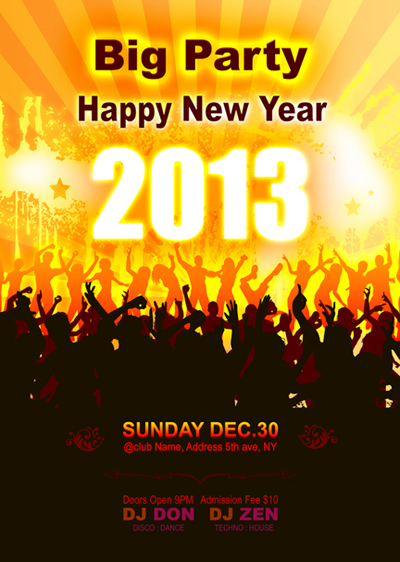 Big Party
Happy New Year
2013
SUNDAY DEC.30
@club Name, Address 5th ave, NY
Doors Open 9PM Admission Fee $10
DJ DON DJ ZEN
DISCO : DANCE TECHNO : HOUSE